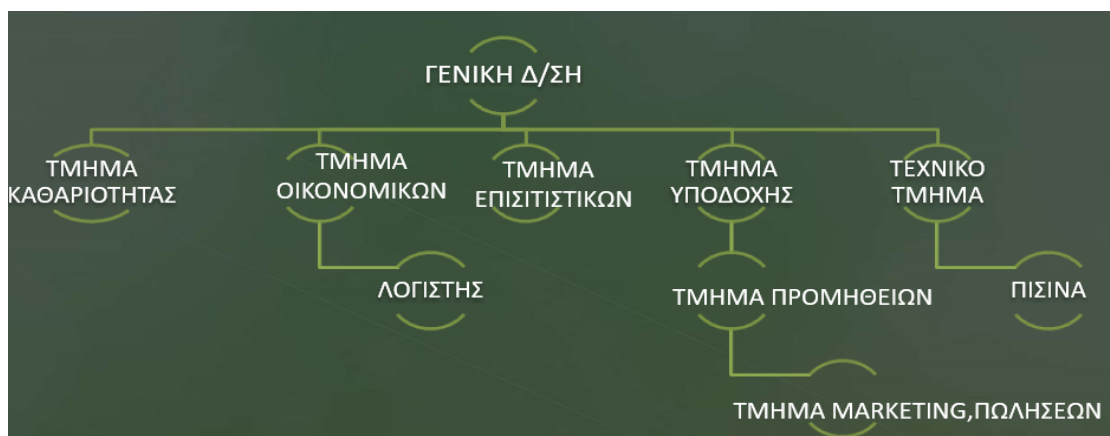 ΓΕΝΙΚΗ Δ/ΣΗ
ΤΜΗΜΑ
ΚΑΘΑΡΙΟΤΗΤΑΣ
ΤΜΗΜΑ
ΟΙΚΟΝΟΜΙΚΩΝ
ΤΜΗΜΑ
ΕΠΙΣΙΤΙΣΤΙΚΩΝ
ΤΜΗΜΑ
ΥΠΟΔΟΧΗΣ
ΤΕΧΝΙΚΟ
ΤΜΗΜΑ
ΛΟΓΙΣΤΗΣ
ΤΜΗΜΑ ΠΡΟΜΗΘΕΙΩΝ
ΠΙΣΙΝΑ
ΤΜΗΜΑ MARKETING,ΠΩΛΗΣΕΩΝ